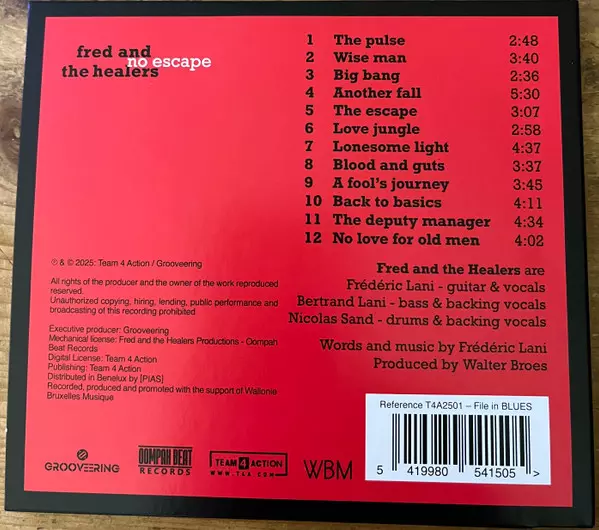 fred and
no escape
the healers
1 The pulse 2:48
2 Wise man 3:40
3 Big bang 2:36
4 Another fall 5:30
5 The escape 3:07
6 Love jungle 2:58
7 Lonesome light 4:37
8 Blood and guts 3:37
9 A fool's journey 3:45
10 Back to basics 4:11
11 The deputy manager 4:34
12 No love for old men 4:02
Fred and the Healers are
Frédéric Lani - guitar & vocals
Bertrand Lani - bass & backing vocals
Nicolas Sand - drums & backing vocals
Words and music by Frédéric Lani
Produced by Walter Broes
℗ & © 2025: Team 4 Action / Grooveering
All rights of the producer and the owner of the work reproduced
reserved.
Unauthorized copying, hiring, lending, public performance and
broadcasting of this recording prohibited
Executive producer: Grooveering
Mechanical license: Fred and the Healers Productions - Oompah
Beat Records
Digital License: Team 4 Action
Publishing: Team 4 Action
Distributed in Benelux by [PIAS]
Recorded, produced and promoted with the support of Wallonie
Bruxelles Musique
Reference T4A2501 – File in BLUES
5 419980 541505 >
GROOVEERING
OOMPAH BEAT
RECORDS
TEAM 4 ACTION
WWW.T4A.COM
WBM